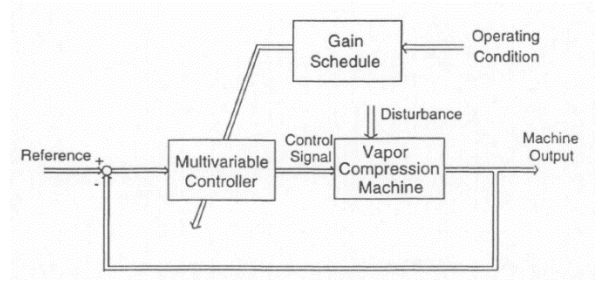 Gain
Schedule
Operating
Condition
Disturbance
Reference
+
-
Multivariable
Controller
Control
Signal
Vapor
Compression
Machine
Machine
Output